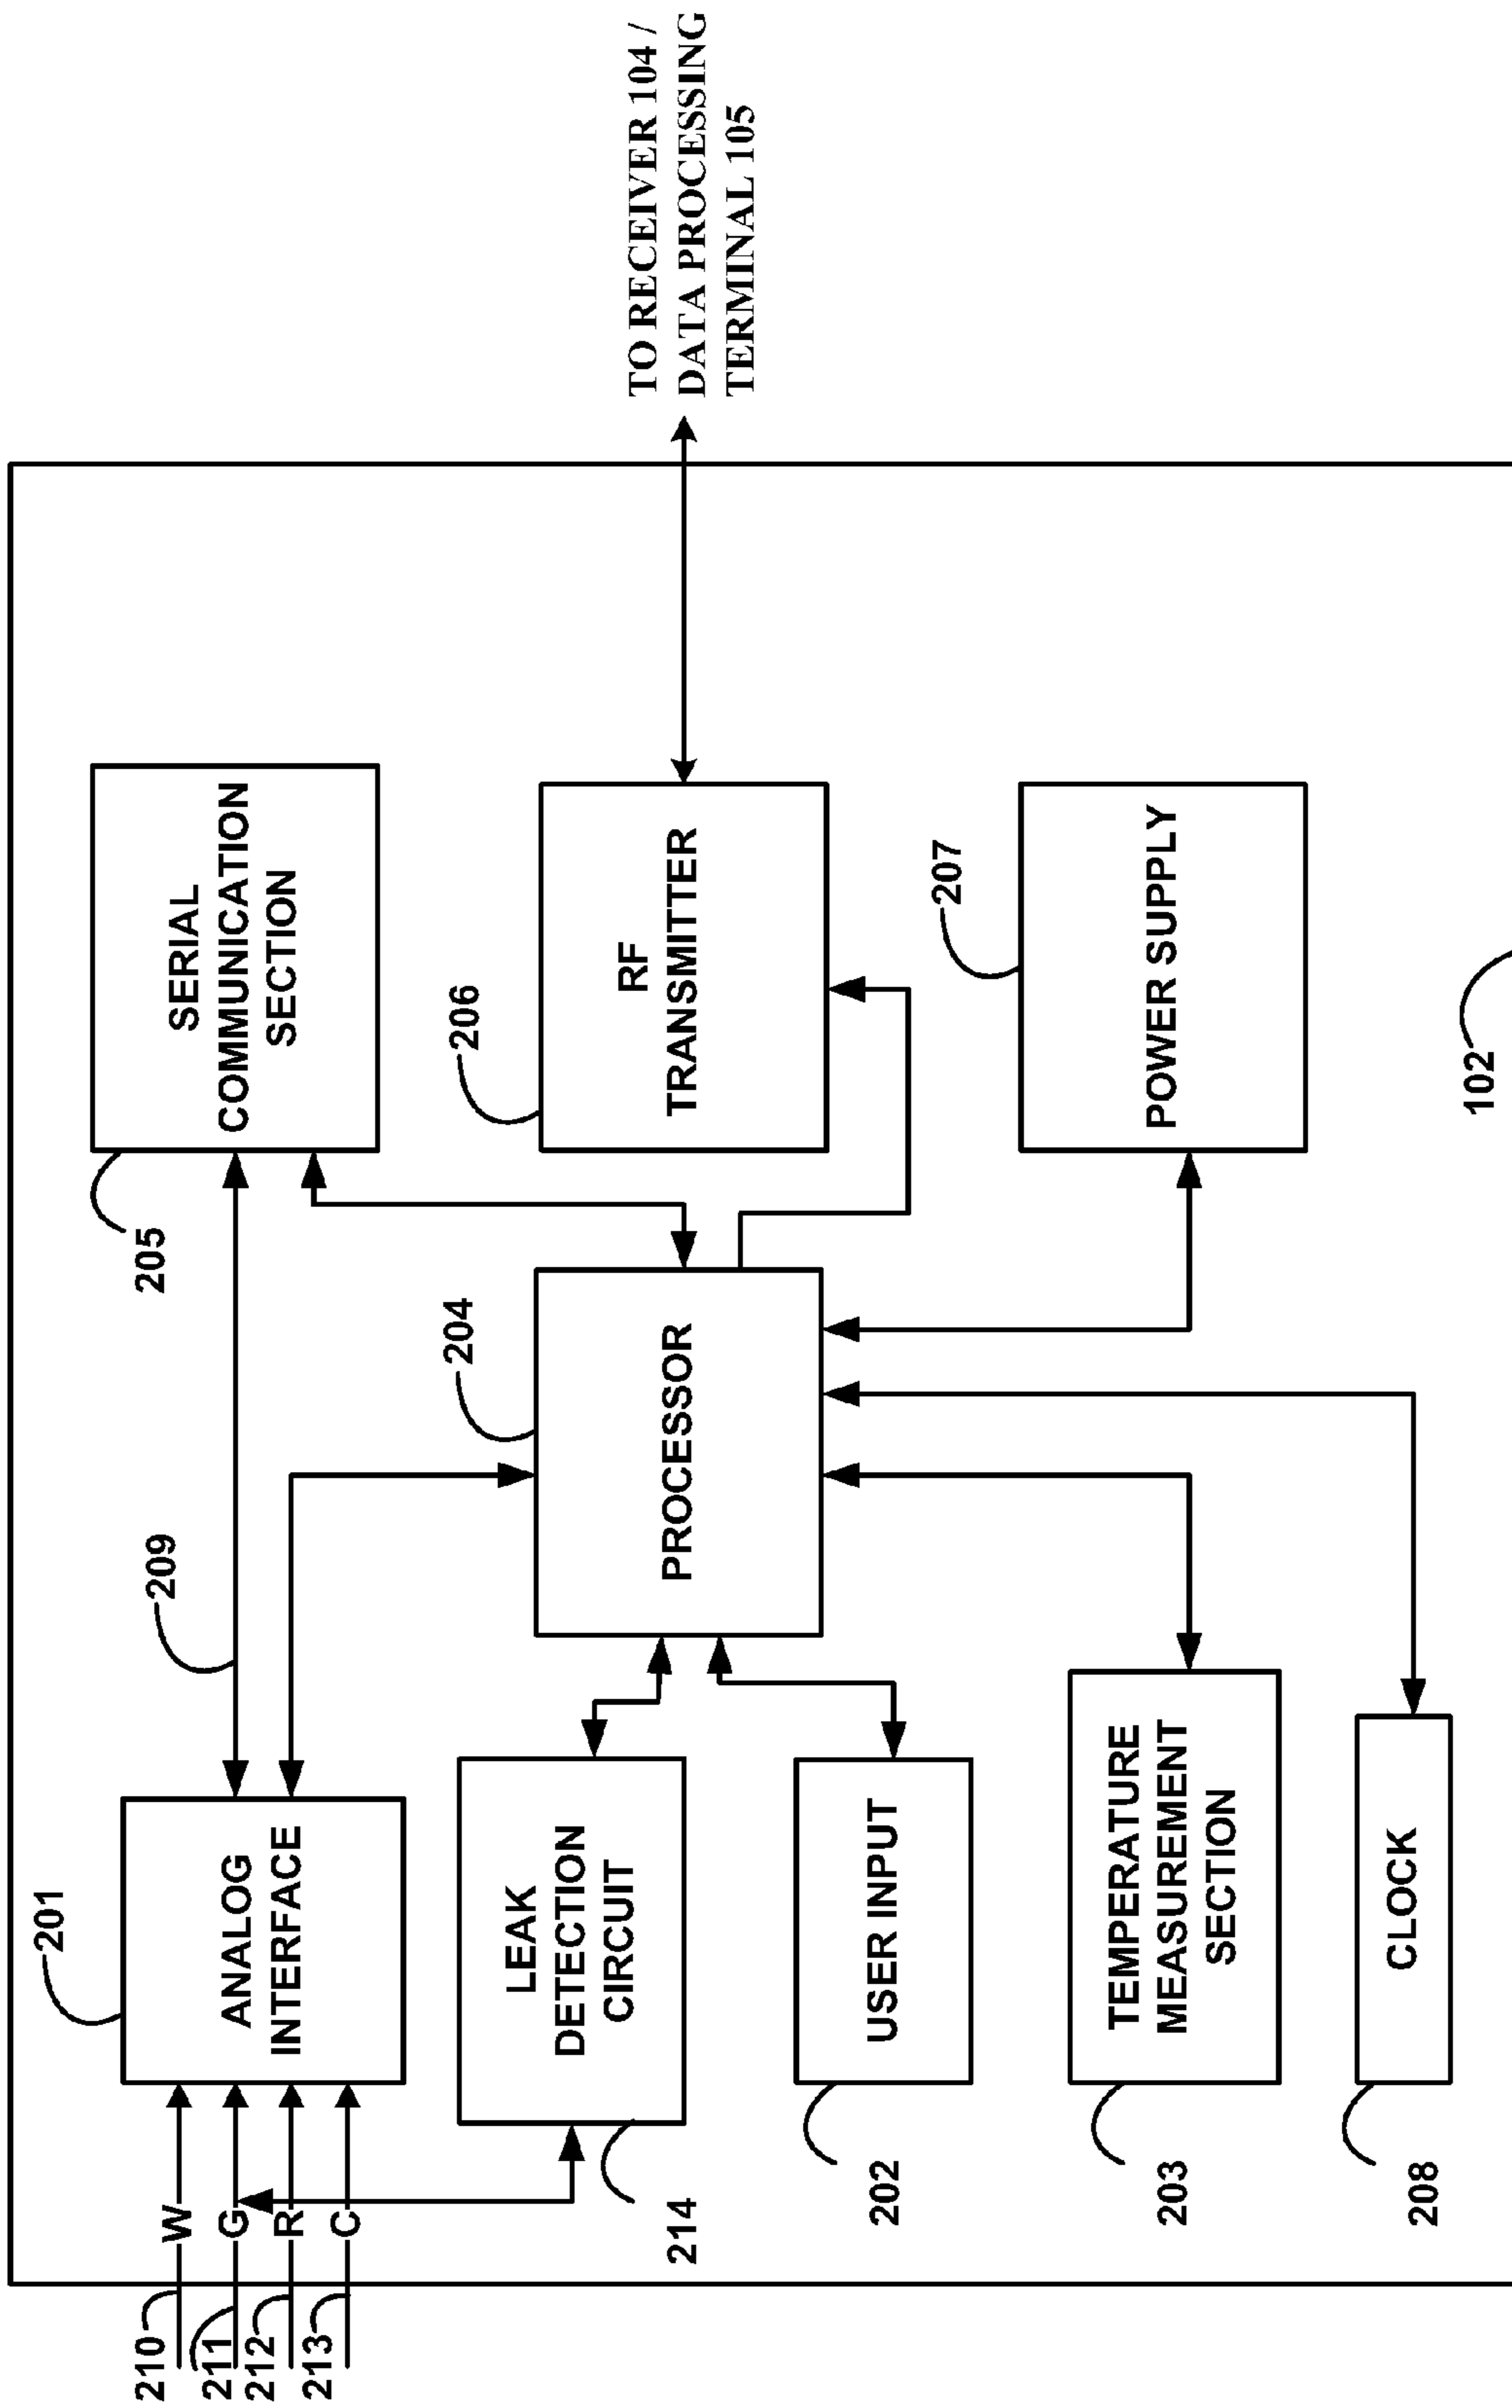 210
211
212
213
W
G
R
C
201
ANALOG
INTERFACE
209
205
SERIAL
COMMUNICATION
SECTION
214
LEAK
DETECTION
CIRCUIT
204
PROCESSOR
206
RF
TRANSMITTER
TO RECEIVER 104 /
DATA PROCESSING
TERMINAL 105
202
USER INPUT
203
TEMPERATURE
MEASUREMENT
SECTION
207
POWER SUPPLY
208
CLOCK
102